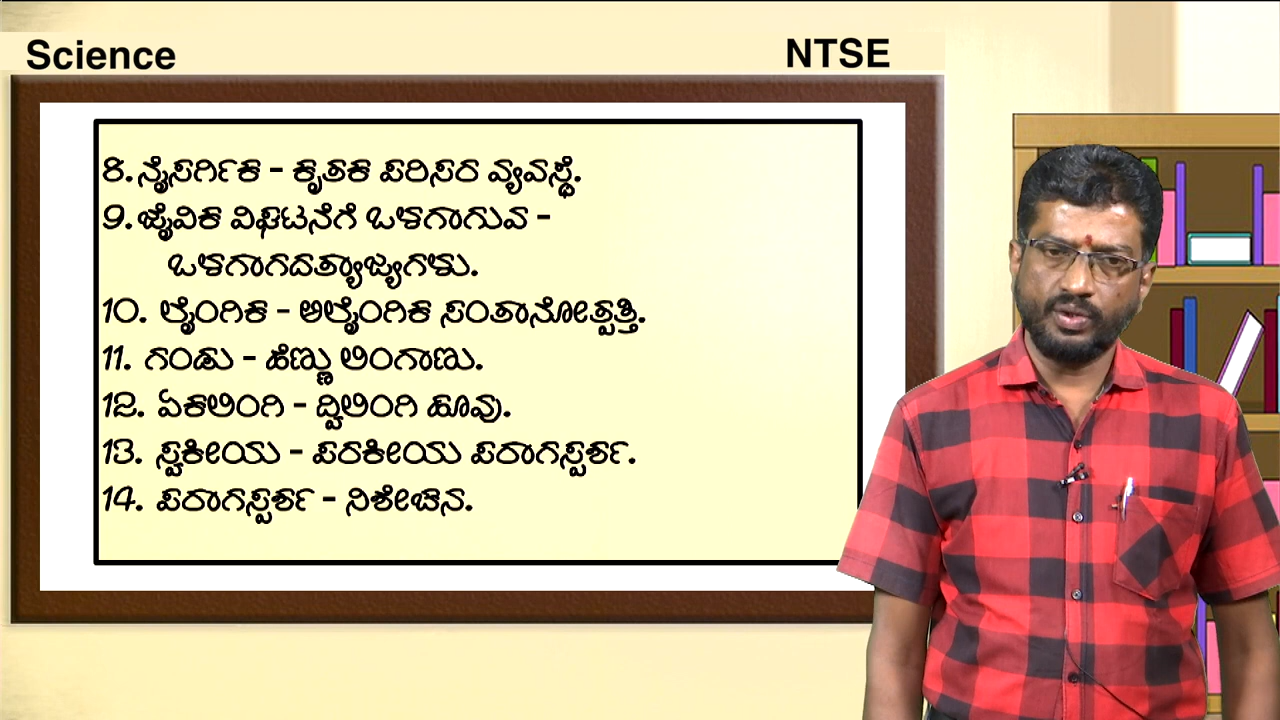 Science
NTSE
8. ನೈಸರ್ಗಿಕ - ಕೃತಕ ಪರಿಸರ ವ್ಯವಸ್ಥೆ.
9. ಜೈವಿಕ ವಿಘಟನೆಗೆ ಒಳಗಾಗುವ -
ಒಳಗಾಗದತ್ಯಾಜ್ಯಗಳು.
10. ಲೈಂಗಿಕ - ಅಲೈಂಗಿಕ ಸಂತಾನೋತ್ಪತ್ತಿ.
11. ಗಂಡು - ಹೆಣ್ಣು ಲಿಂಗಾಣು.
12. ಏಕಲಿಂಗಿ - ದ್ವಿಲಿಂಗಿ ಹೂವು.
13. ಸ್ವಕೀಯ - ಪರಕೀಯ ಪರಾಗಸ್ಪರ್ಶ.
14. ಪರಾಗಸ್ಪರ್ಶ - ನಿಶೇಚನ.